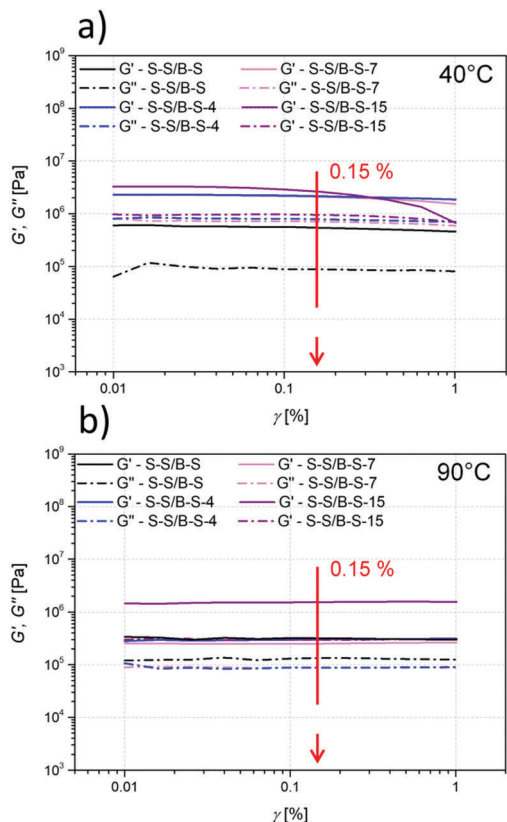 a)
G' - S-S/B-S G' - S-S/B-S-7 40°C
G'' - S-S/B-S G'' - S-S/B-S-7
G' - S-S/B-S-4 G' - S-S/B-S-15
G'' - S-S/B-S-4 G'' - S-S/B-S-15
10⁹
10⁸
10⁷
10⁶
10⁵
10⁴
10³
G', G'' [Pa]
0.15 %
0.01 0.1 1
γ [%]
b)
G' - S-S/B-S G' - S-S/B-S-7 90°C
G'' - S-S/B-S G'' - S-S/B-S-7
G' - S-S/B-S-4 G' - S-S/B-S-15
G'' - S-S/B-S-4 G'' - S-S/B-S-15
10⁹
10⁸
10⁷
10⁶
10⁵
10⁴
10³
G', G'' [Pa]
0.15 %
0.01 0.1 1
γ [%]